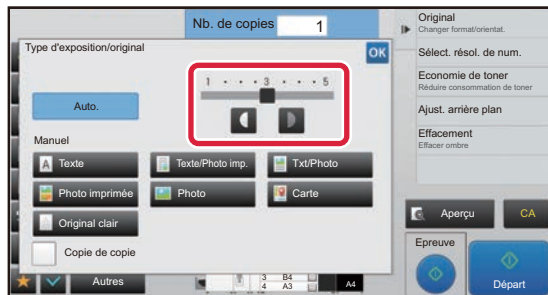 Nb. de copies 1
Type d'exposition/original
OK
1 • • 3 • • 5
Auto.
Manuel
A Texte
Texte/Photo imp.
Txt/Photo
Photo imprimée
Photo
Carte
Original clair
Copie de copie
Autres
3 B4
4 A3
A4
Original
Changer format/orientat.
Sélect. résol. de num.
Economie de toner
Réduire consommation de toner
Ajust. arrière plan
Effacement
Effacer ombre
Aperçu
CA
Epreuve
Départ